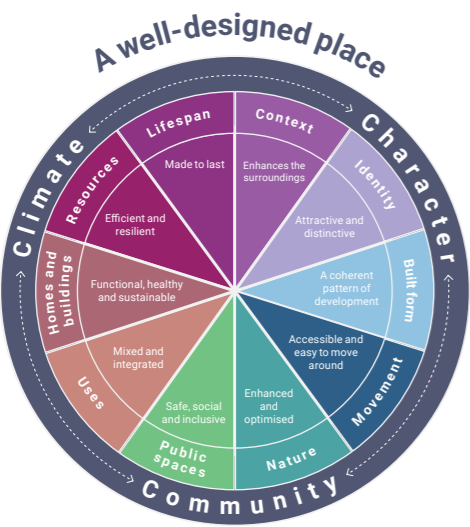 A well-designed place
Climate
Character
Community
Context
Enhances the
surroundings
Identity
Attractive and
distinctive
Built form
A coherent
pattern of
development
Movement
Accessible and
easy to move
around
Nature
Enhanced
and
optimised
Public
spaces
Safe, social
and inclusive
Uses
Mixed and
integrated
Homes and
buildings
Functional, healthy
and sustainable
Resources
Efficient and
resilient
Lifespan
Made to last